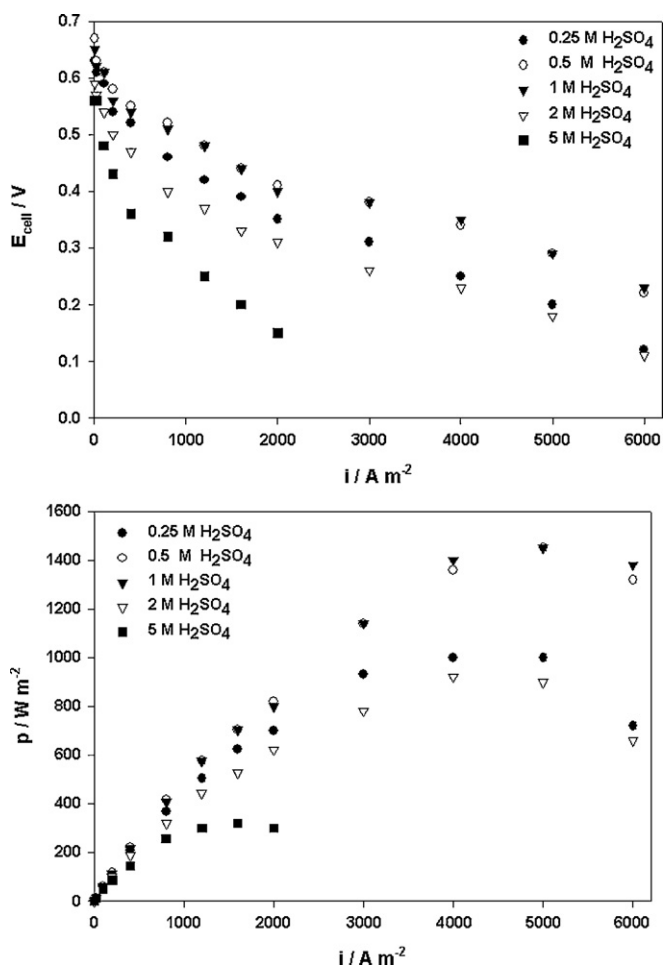 0.7
0.6
0.5
0.4
0.3
0.2
0.1
0.0
E_cell / V
0.25 M H₂SO₄
0.5 M H₂SO₄
1 M H₂SO₄
2 M H₂SO₄
5 M H₂SO₄
0 1000 2000 3000 4000 5000 6000
i / A m⁻²
1600
1400
1200
1000
800
600
400
200
0
p / W m⁻²
0.25 M H₂SO₄
0.5 M H₂SO₄
1 M H₂SO₄
2 M H₂SO₄
5 M H₂SO₄
0 1000 2000 3000 4000 5000 6000
i / A m⁻²